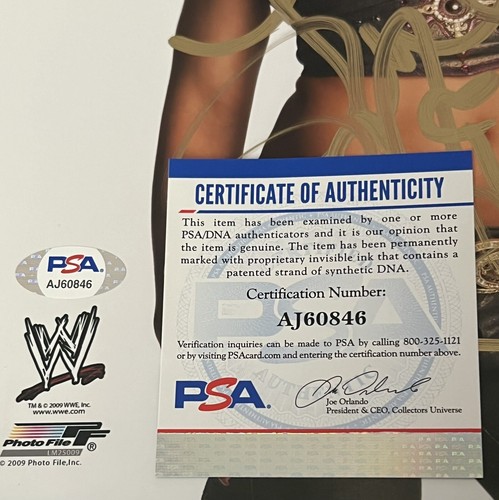 CERTIFICATE OF AUTHENTICITY
This item has been examined by one or more
PSA/DNA authenticators and it is our opinion that
the item is genuine. The item has been permanently
marked with proprietary invisible ink that contains a
patented strand of synthetic DNA.
Certification Number:
AJ60846
Verification inquiries can be made to PSA by calling 800-325-1121
or by visiting PSAcard.com and entering the certification number above.
PSA.
Joe Orlando
President & CEO, Collectors Universe
PSA.
AJ60846
W
TM & © 2009 WWE, Inc.
www.wwe.com
Photo File
®
LM25009
© 2009 Photo File, Inc.